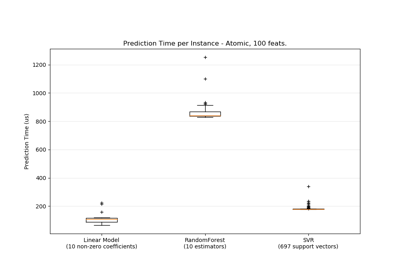 Prediction Time per Instance - Atomic, 100 feats.
Prediction Time (us)
1200
1000
800
600
400
200
Linear Model
(10 non-zero coefficients)
RandomForest
(10 estimators)
SVR
(697 support vectors)